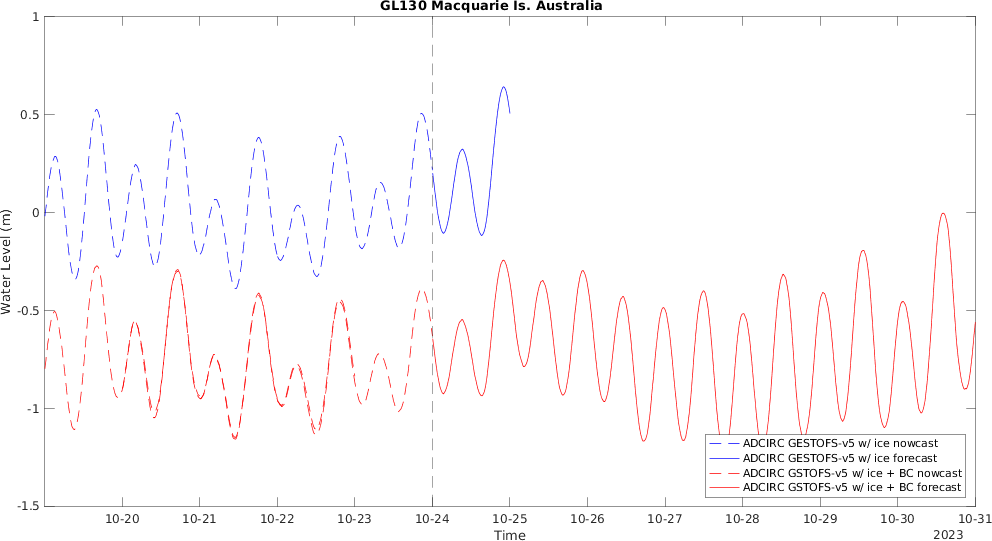 GL130 Macquarie Is. Australia
Water Level (m)
1
0.5
0
-0.5
-1
-1.5
ADCIRC GESTOFS-v5 w/ ice nowcast
ADCIRC GESTOFS-v5 w/ ice forecast
ADCIRC GSTOFS-v5 w/ ice + BC nowcast
ADCIRC GSTOFS-v5 w/ ice + BC forecast
10-20 10-21 10-22 10-23 10-24 10-25 10-26 10-27 10-28 10-29 10-30 10-31
Time
2023